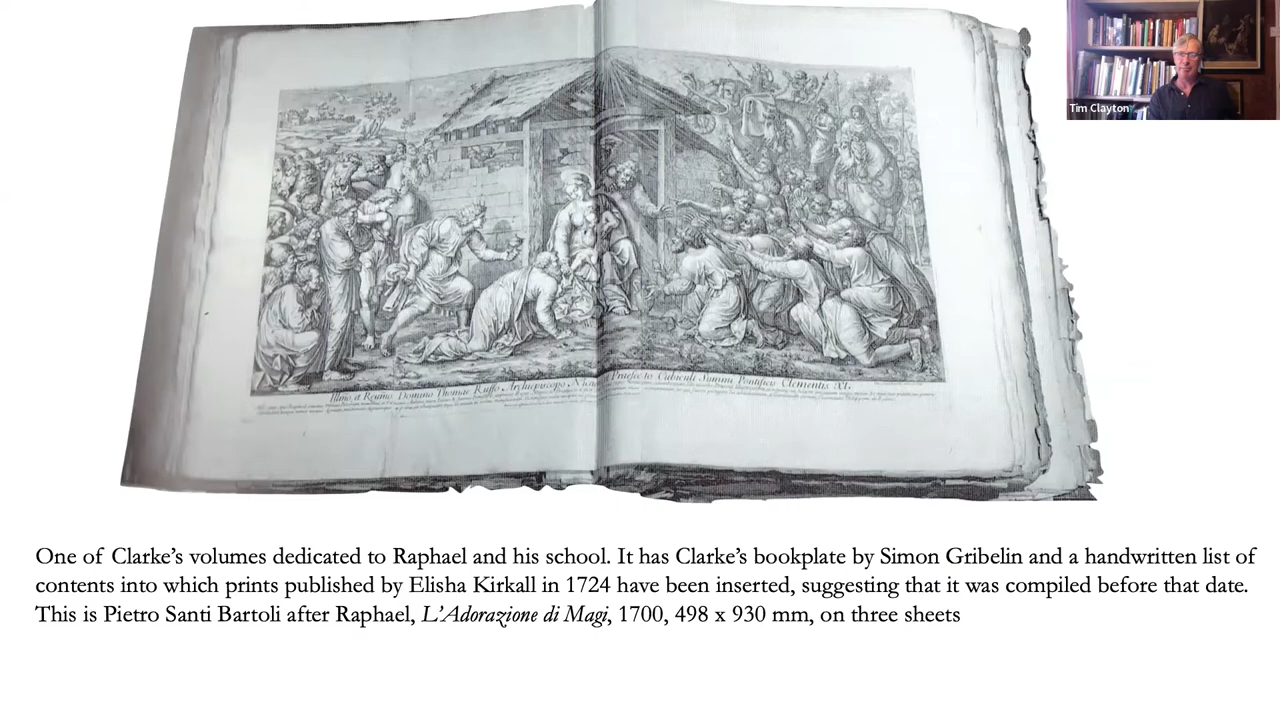 Tim Clayton
Illmo, et Reumo Domino Thomae Ruffo Archiepiscopo Praefecto Cubiculi Summi Pontificis Clementis XI.
One of Clarke’s volumes dedicated to Raphael and his school. It has Clarke’s bookplate by Simon Gribelin and a handwritten list of
contents into which prints published by Elisha Kirkall in 1724 have been inserted, suggesting that it was compiled before that date.
This is Pietro Santi Bartoli after Raphael, L’Adorazione di Magi, 1700, 498 x 930 mm, on three sheets